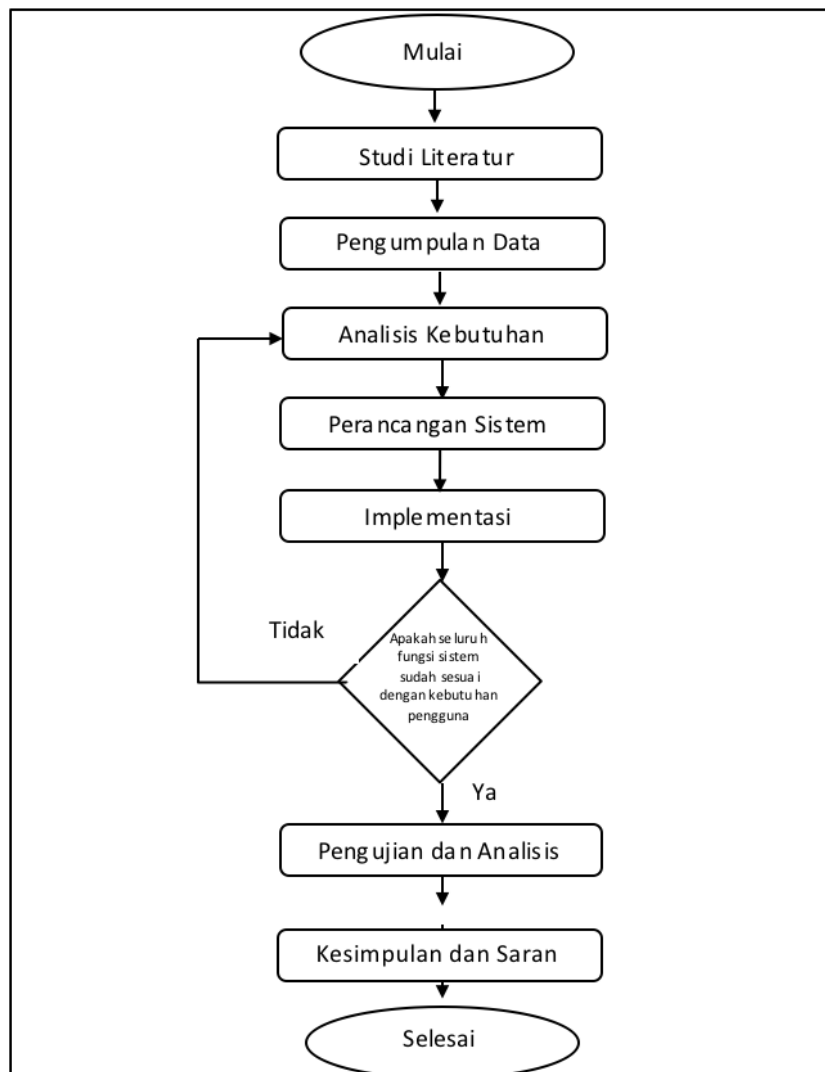 Mulai
Studi Literatur
Pengumpulan Data
Analisis Kebutuhan
Perancangan Sistem
Implementasi
Tidak
Apakah seluruh
fungsi sistem
sudah sesuai
dengan kebutuhan
pengguna
Ya
Pengujian dan Analisis
Kesimpulan dan Saran
Selesai